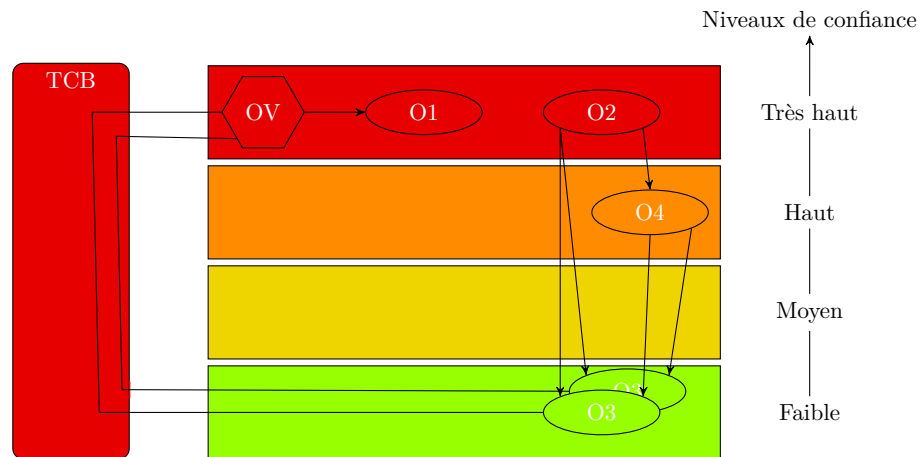 Niveaux de confiance
TCB
OV
O1
O2
Très haut
O4
Haut
Moyen
O3
Faible